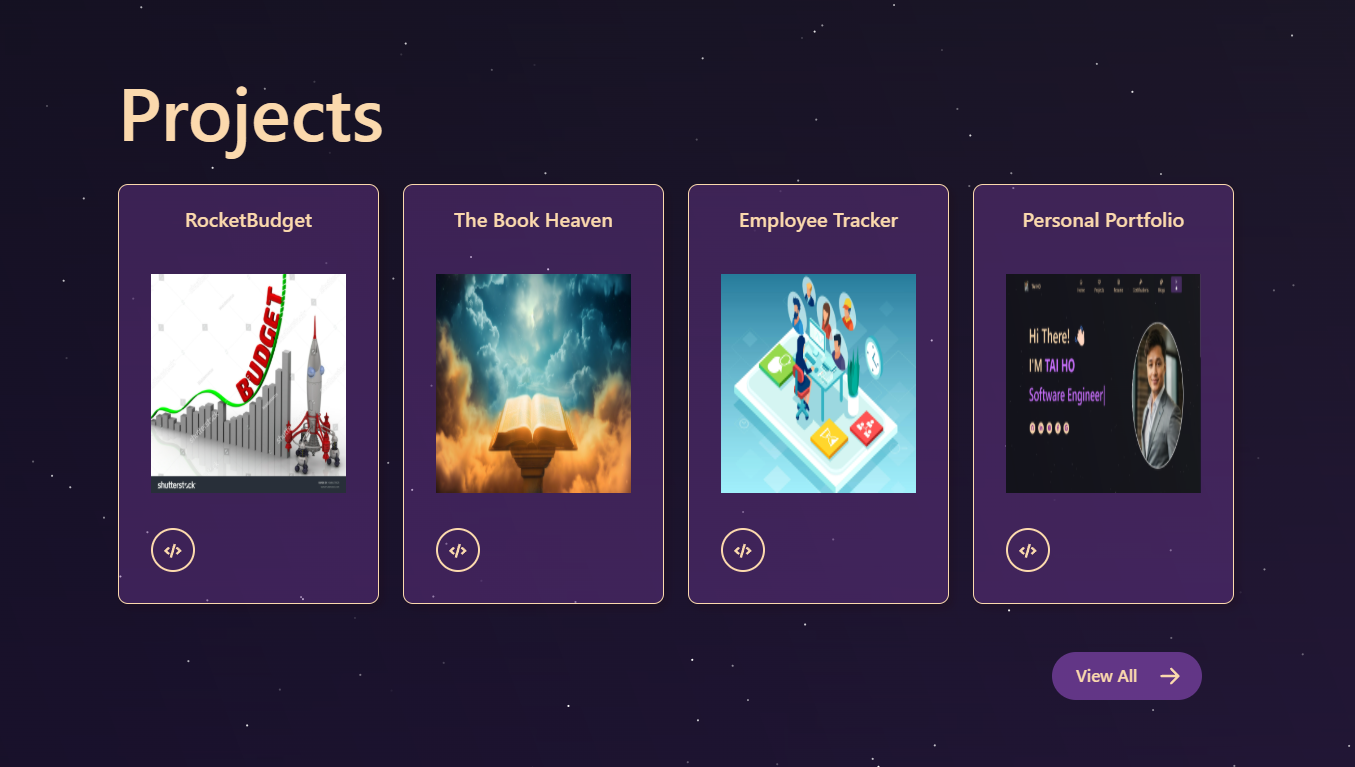 Projects
RocketBudget
The Book Heaven
Employee Tracker
Personal Portfolio
BUDGET
shutterstock
Hi There!
I'M TAI HO
Software Engineer
View All